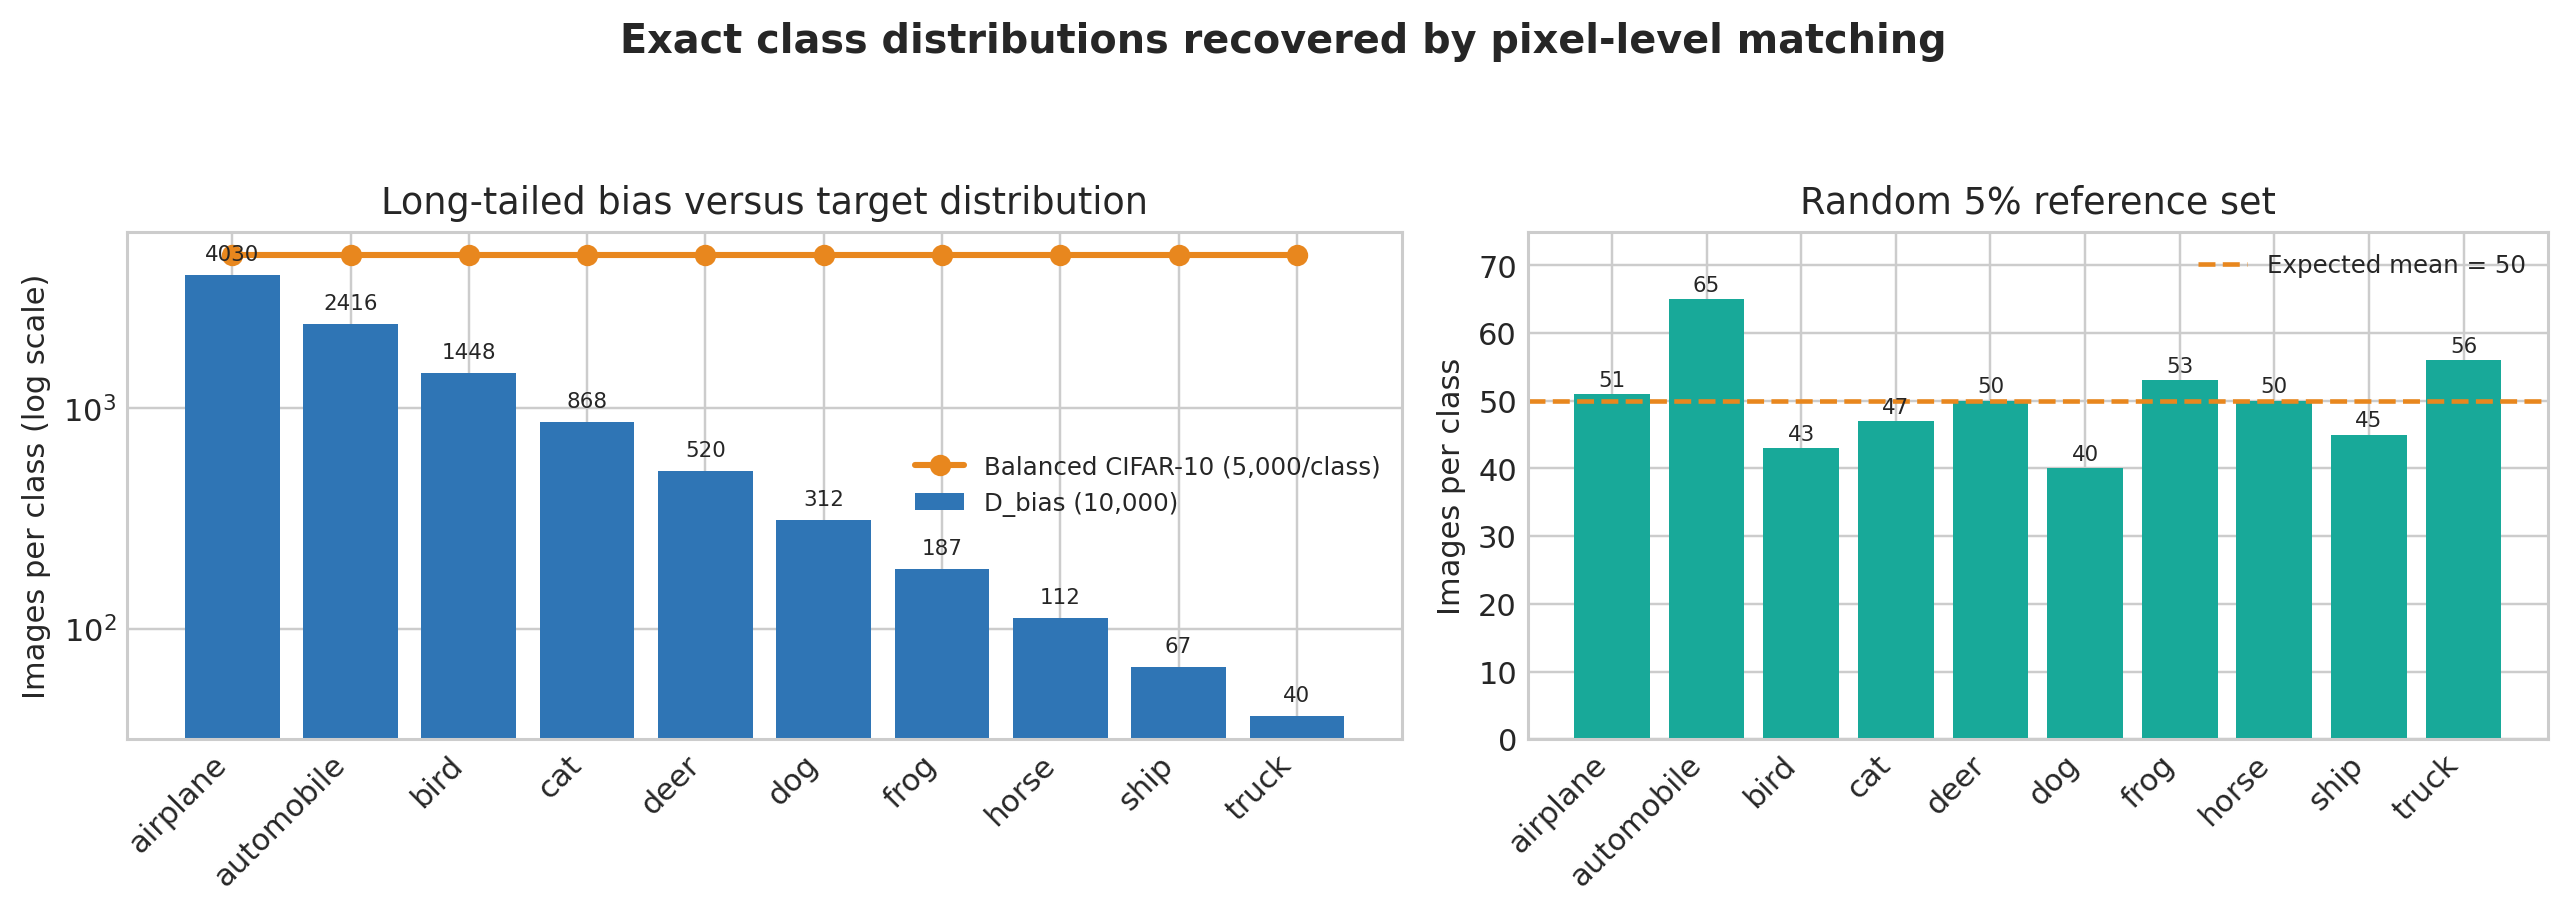 Exact class distributions recovered by pixel-level matching
Long-tailed bias versus target distribution
Images per class (log scale)
10³
10²
4030
2416
1448
868
520
312
187
112
67
40
Balanced CIFAR-10 (5,000/class)
D_bias (10,000)
airplane
automobile
bird
cat
deer
dog
frog
horse
ship
truck
Random 5% reference set
Images per class
70
60
50
40
30
20
10
0
Expected mean = 50
51
65
43
47
50
40
53
50
45
56
airplane
automobile
bird
cat
deer
dog
frog
horse
ship
truck